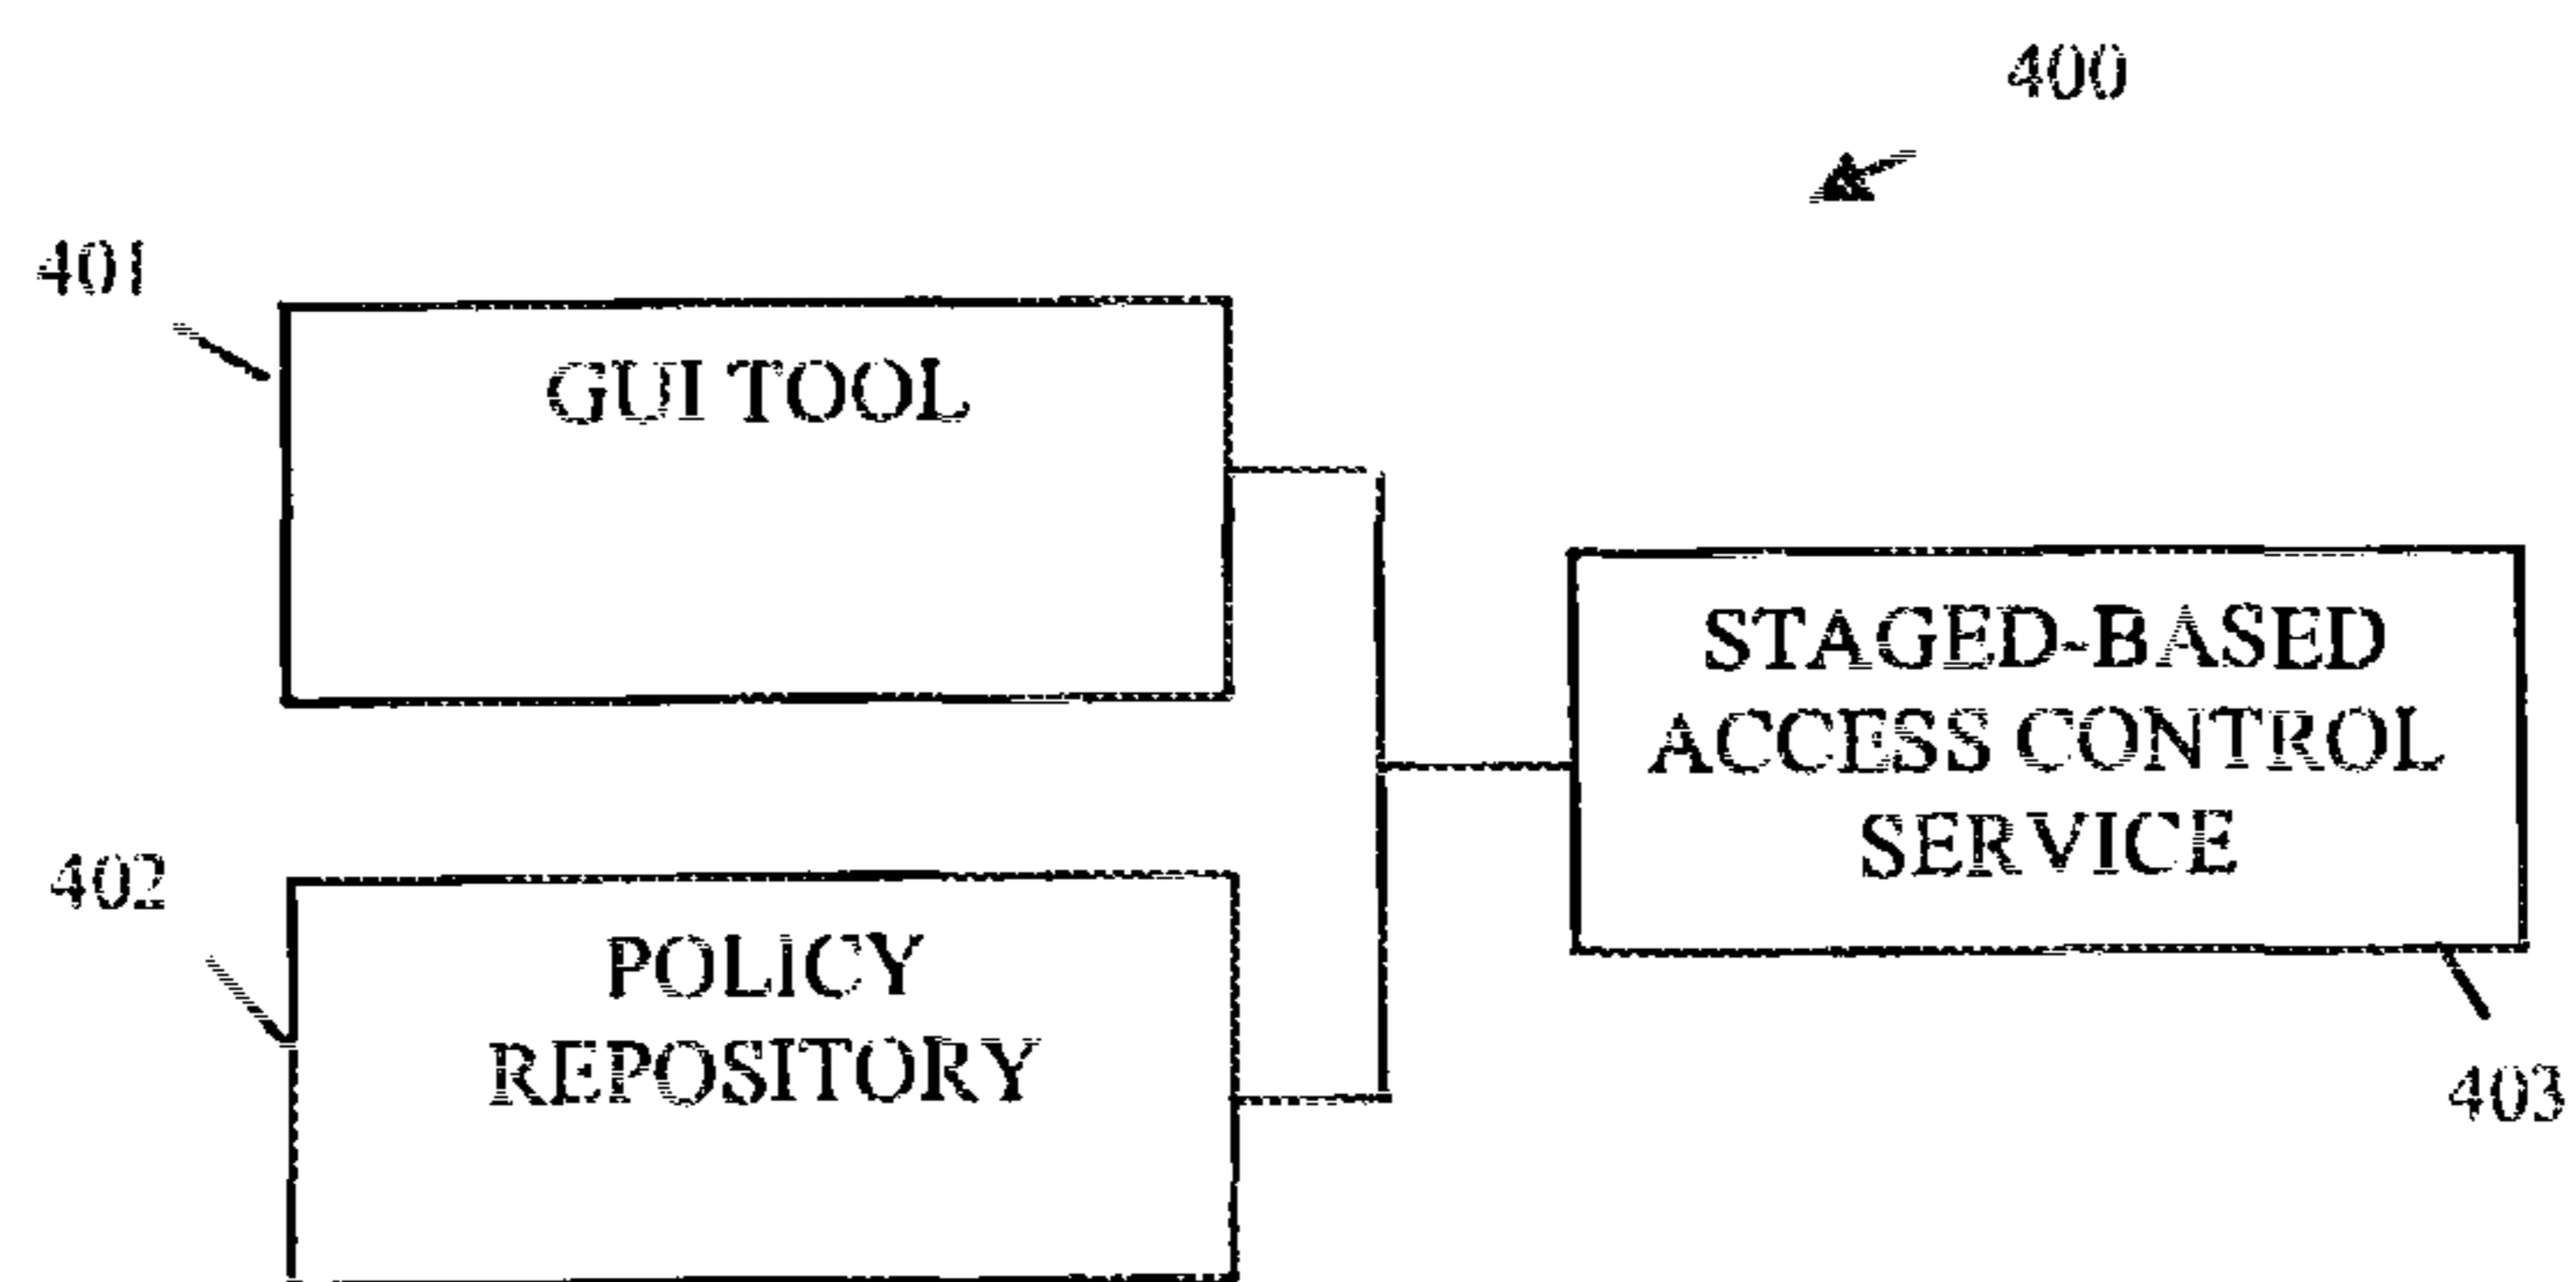 400
401
GUI TOOL
STAGED-BASED
ACCESS CONTROL
SERVICE
402
POLICY
REPOSITORY
403